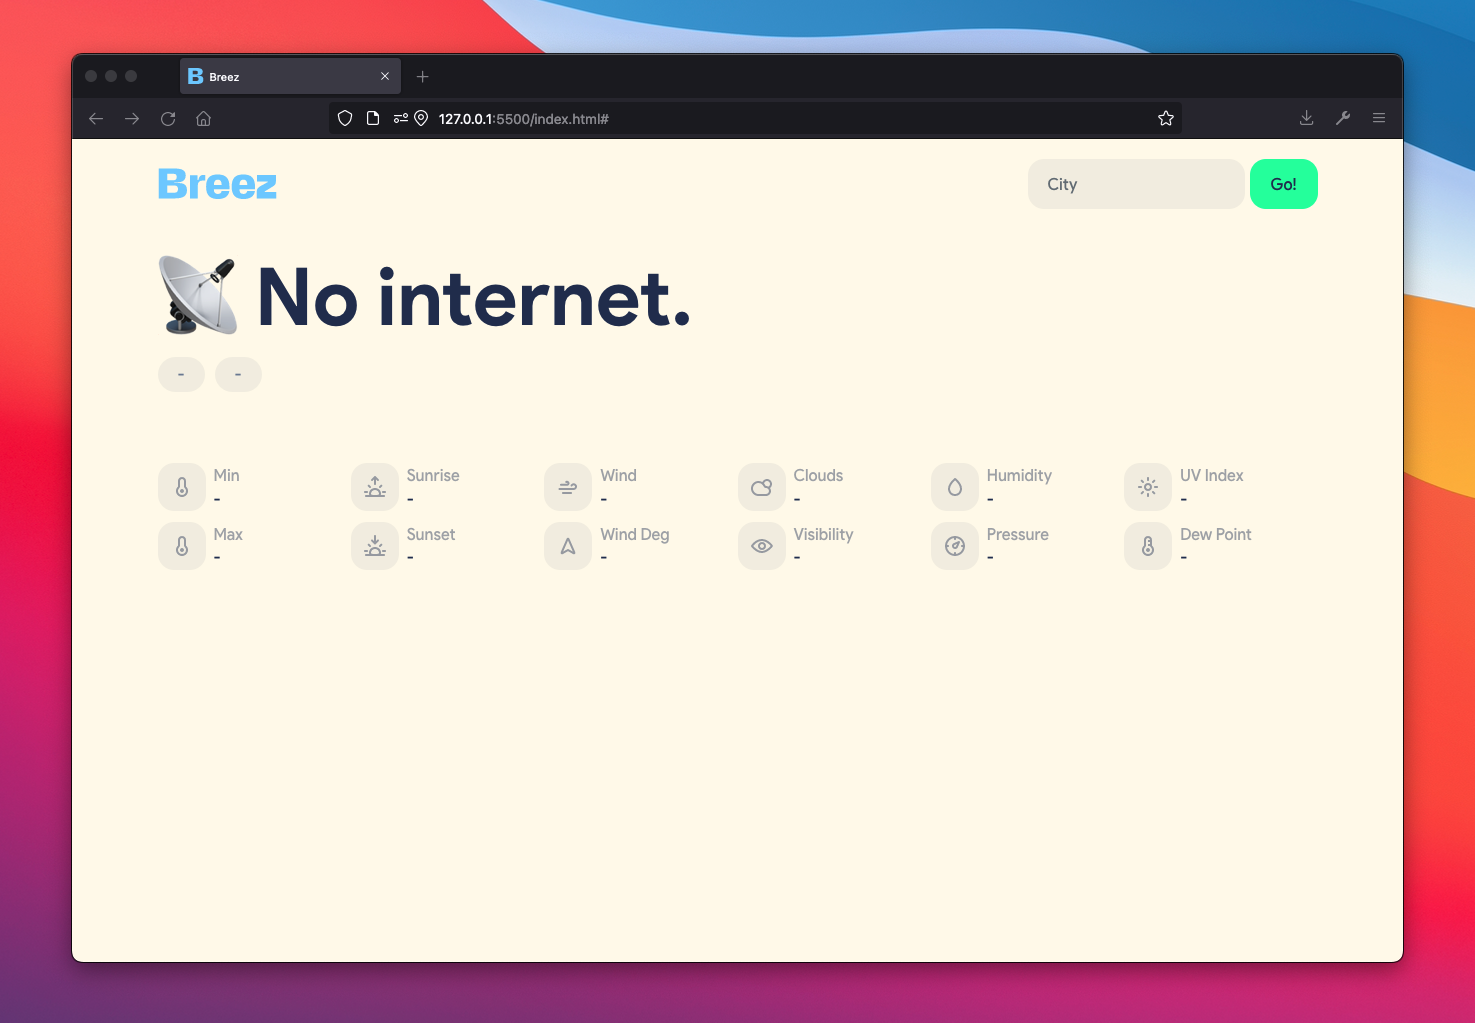 Breez
127.0.0.1:5500/index.html#
Breez
City
Go!
No internet.
- -
Min
-
Sunrise
-
Wind
-
Clouds
-
Humidity
-
UV Index
-
Max
-
Sunset
-
Wind Deg
-
Visibility
-
Pressure
-
Dew Point
-